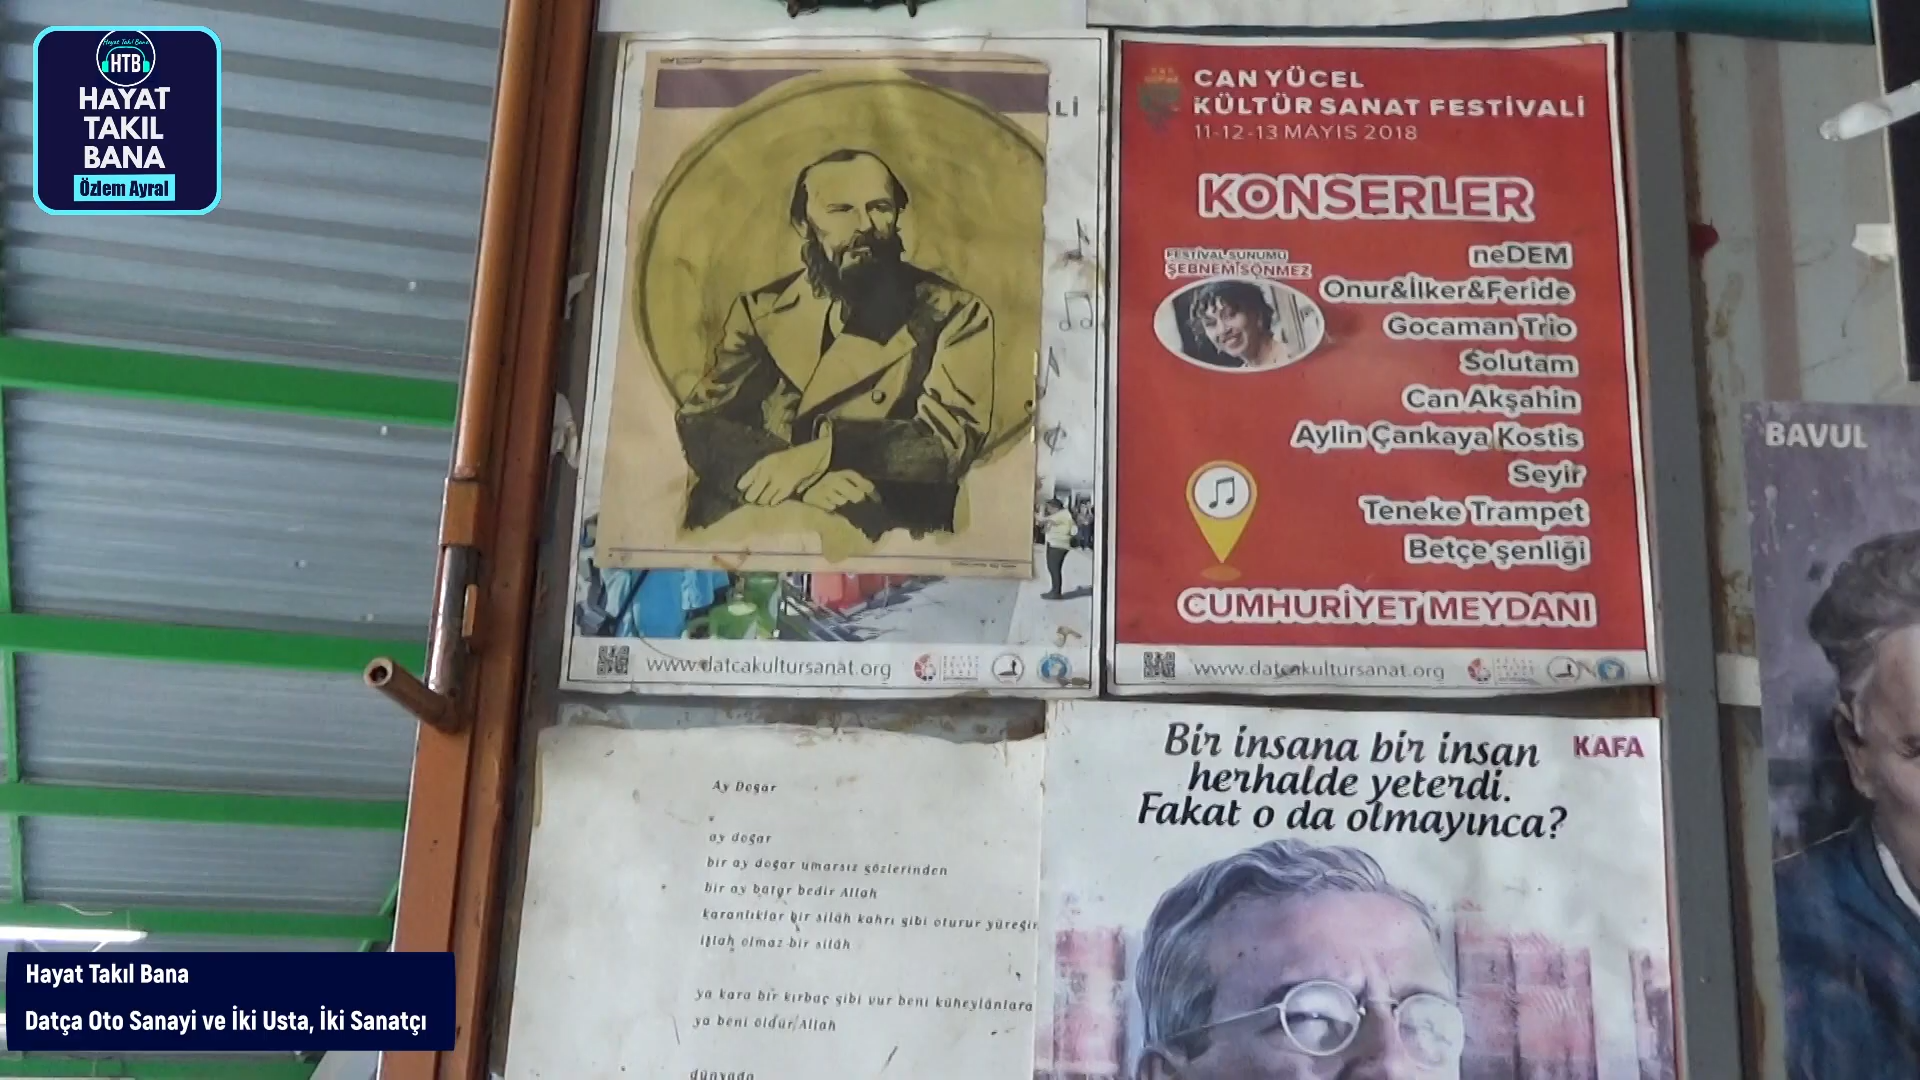 HTB
HAYAT
TAKIL
BANA
Özlem Ayral
Lİ
www.datcakultursanat.org
CAN YÜCEL
KÜLTÜR SANAT FESTİVALİ
11-12-13 MAYIS 2018
KONSERLER
FESTİVAL SUNUMU
ŞEBNEM SÖNMEZ
neDEM
Onur&İlker&Feride
Gocaman Trio
Solutam
Can Akşahin
Aylin Çankaya Kostis
Seyir
Teneke Trampet
Betçe şenliği
CUMHURİYET MEYDANI
www.datcakultursanat.org
BAVUL
Ay Doğar
ay doğar
bir ay doğar umarsız gözlerinden
bir ay batar bedir Allah
karanlıklar bir silâh kahrı gibi oturur yüreğin
iflah olmaz bir silâh
ya kara bir kırbaç gibi vur beni küheylânlara
ya beni öldür Allah
dünyada
Bir insana bir insan
herhalde yeterdi.
Fakat o da olmayınca?
KAFA
Hayat Takıl Bana
Datça Oto Sanayi ve İki Usta, İki Sanatçı